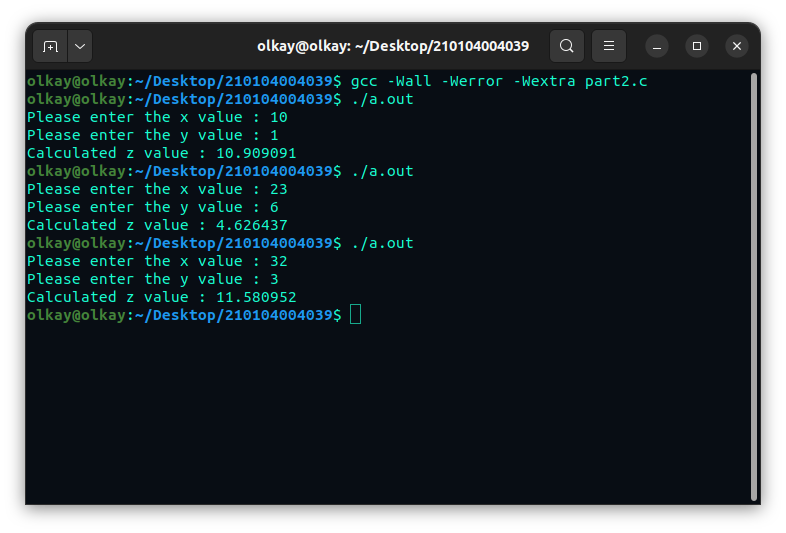 olkay@olkay: ~/Desktop/210104004039
olkay@olkay:~/Desktop/210104004039$ gcc -Wall -Werror -Wextra part2.c
olkay@olkay:~/Desktop/210104004039$ ./a.out
Please enter the x value : 10
Please enter the y value : 1
Calculated z value : 10.909091
olkay@olkay:~/Desktop/210104004039$ ./a.out
Please enter the x value : 23
Please enter the y value : 6
Calculated z value : 4.626437
olkay@olkay:~/Desktop/210104004039$ ./a.out
Please enter the x value : 32
Please enter the y value : 3
Calculated z value : 11.580952
olkay@olkay:~/Desktop/210104004039$